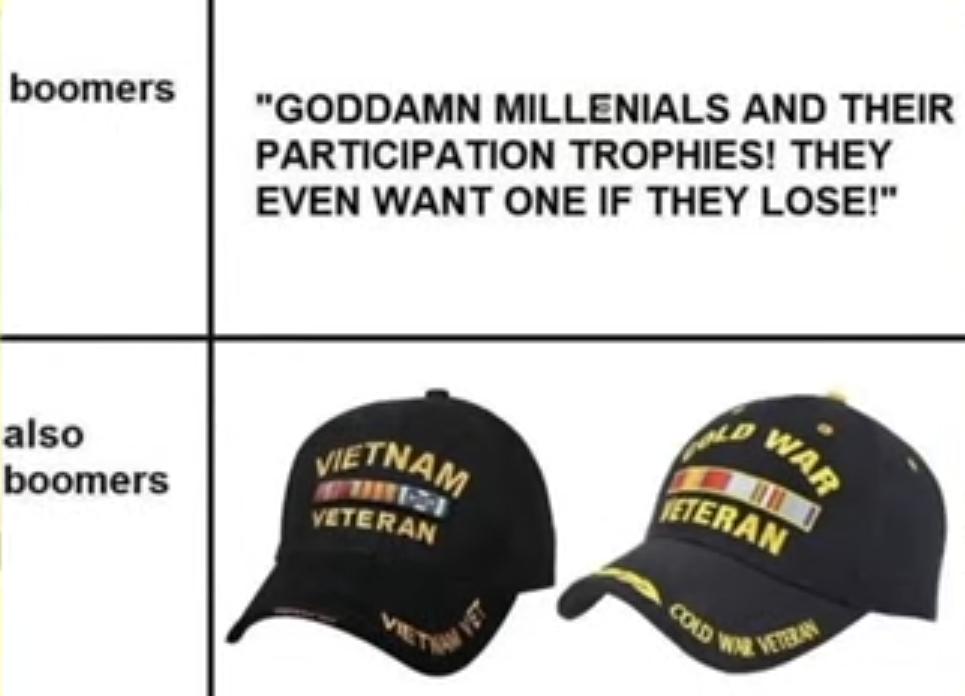 boomers
"GODDAMN MILLENIALS AND THEIR
PARTICIPATION TROPHIES! THEY
EVEN WANT ONE IF THEY LOSE!"
also
boomers
VIETNAM
VETERAN
VIETNAM VET
COLD WAR
VETERAN
COLD WAR VETERAN